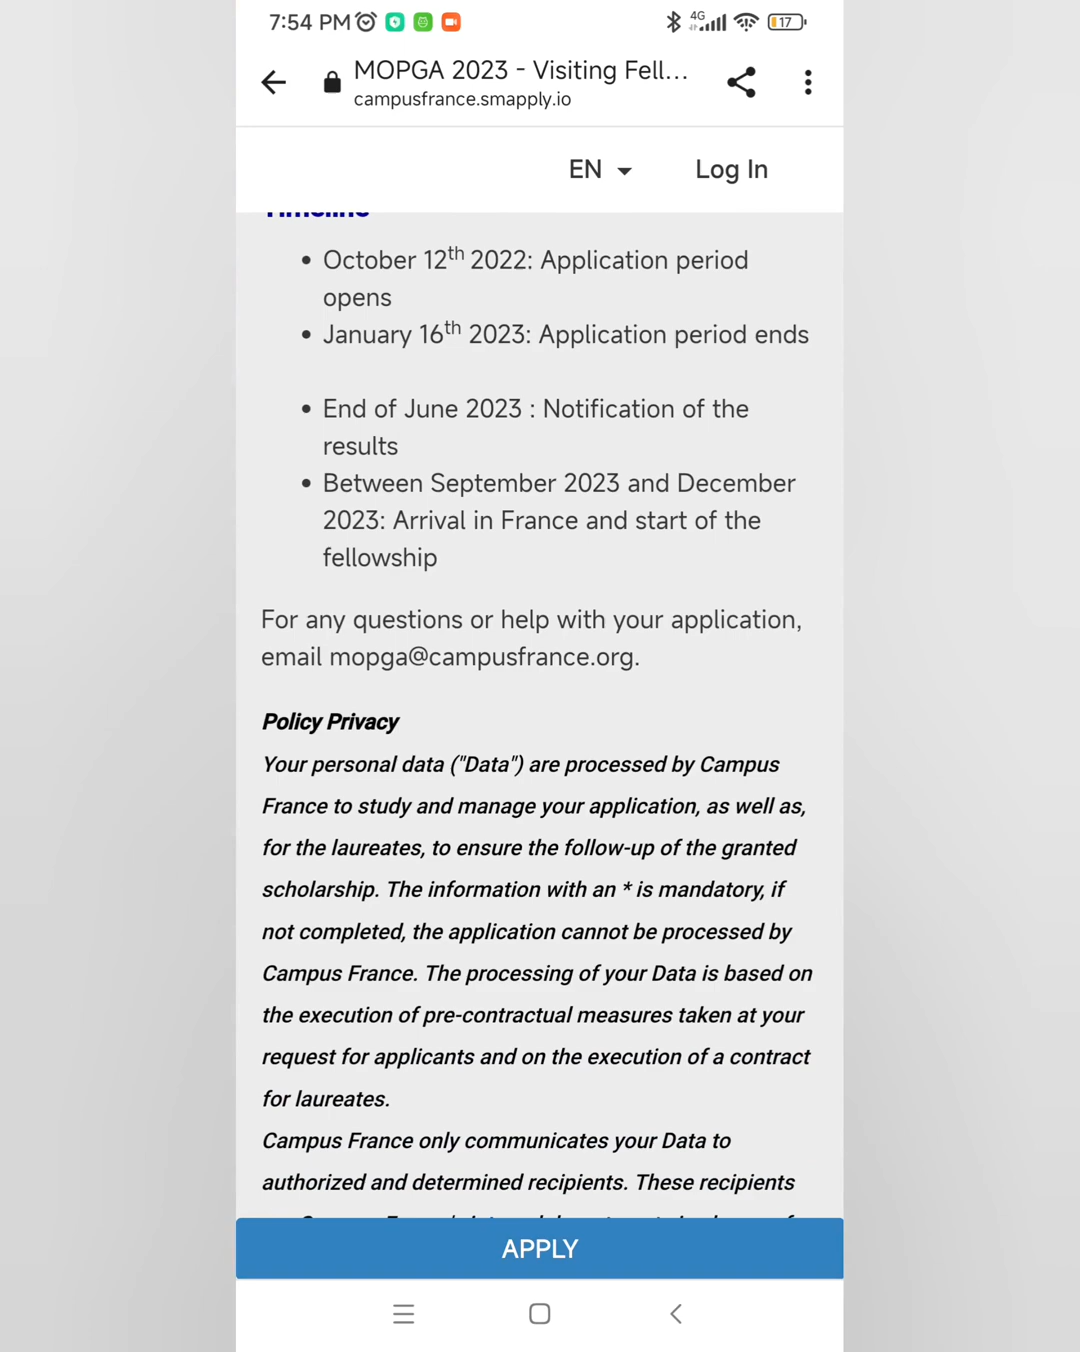 7:54 PM
4G
17
MOPGA 2023 - Visiting Fell...
campusfrance.smapply.io
EN
Log In
Timeline
• October 12th 2022: Application period
opens
• January 16th 2023: Application period ends
• End of June 2023 : Notification of the
results
• Between September 2023 and December
2023: Arrival in France and start of the
fellowship
For any questions or help with your application,
email mopga@campusfrance.org.
Policy Privacy
Your personal data ("Data") are processed by Campus
France to study and manage your application, as well as,
for the laureates, to ensure the follow-up of the granted
scholarship. The information with an * is mandatory, if
not completed, the application cannot be processed by
Campus France. The processing of your Data is based on
the execution of pre-contractual measures taken at your
request for applicants and on the execution of a contract
for laureates.
Campus France only communicates your Data to
authorized and determined recipients. These recipients
APPLY